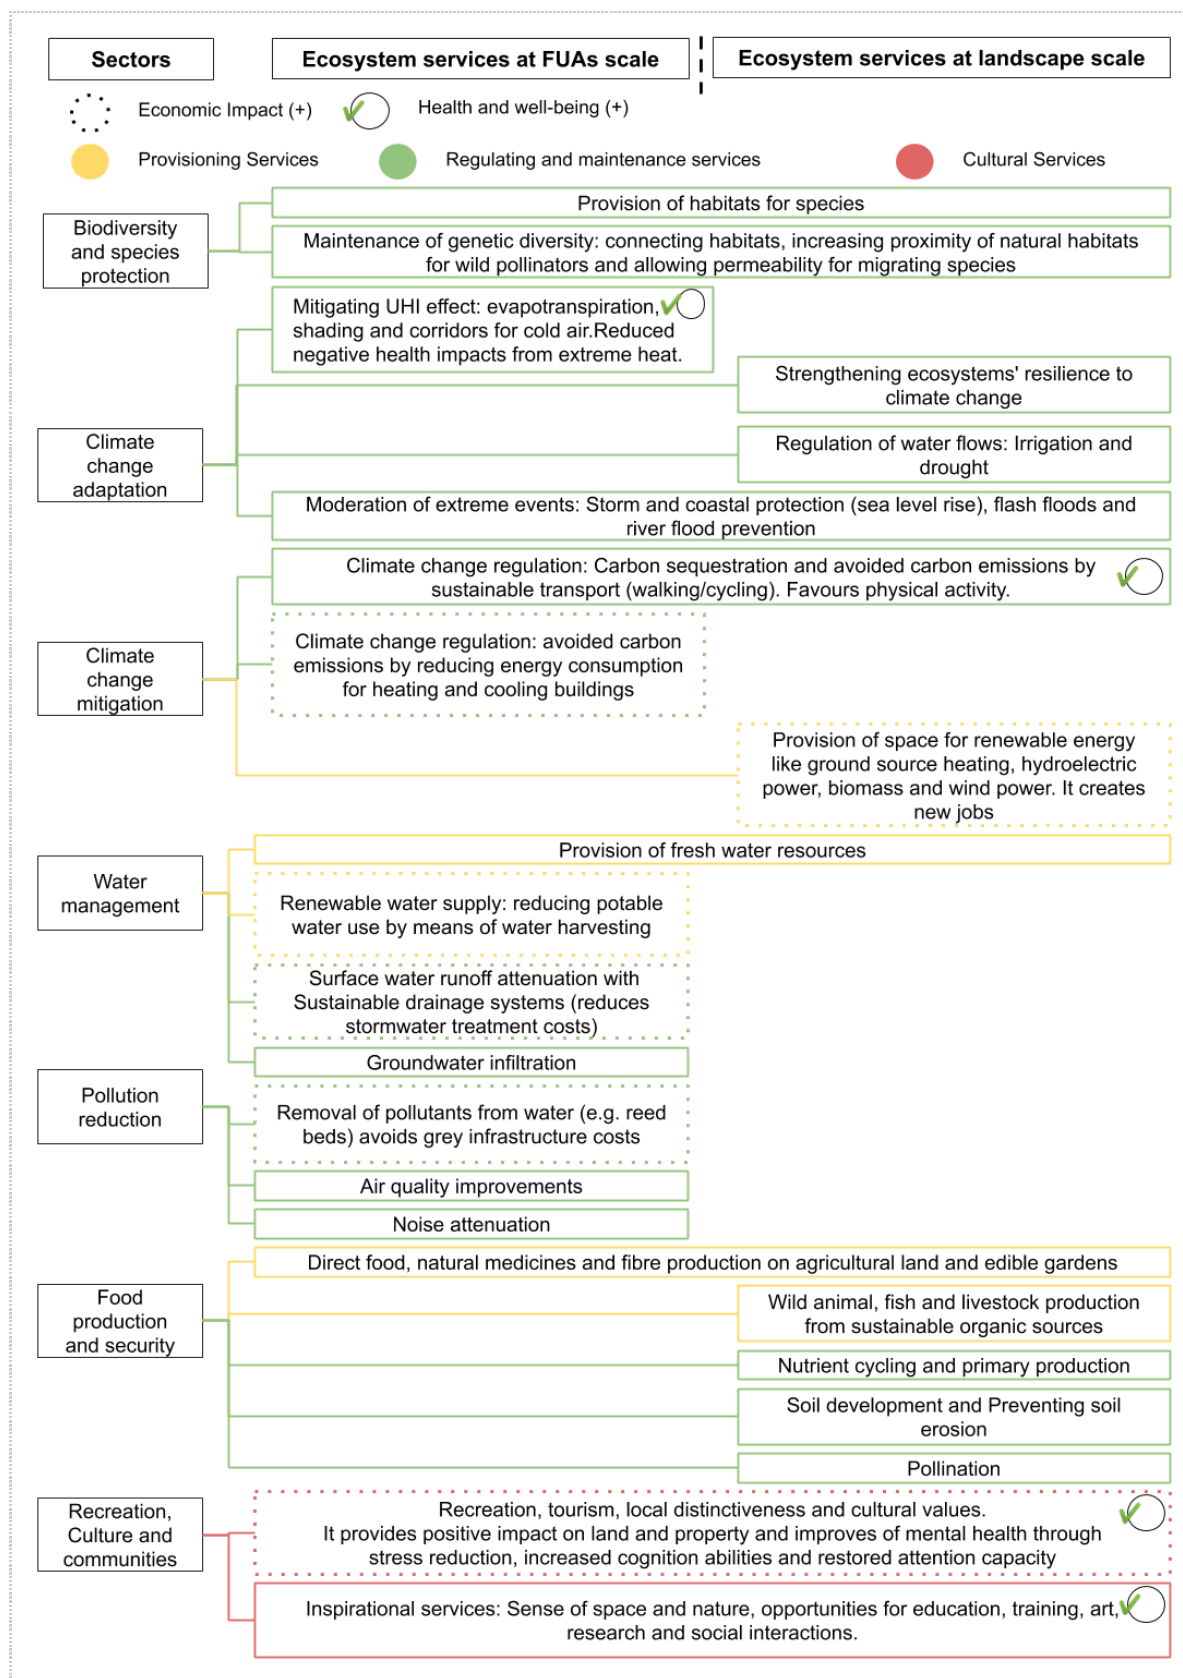 Sectors
Ecosystem services at FUAs scale
Ecosystem services at landscape scale
Economic Impact (+)
Health and well-being (+)
Provisioning Services
Regulating and maintenance services
Cultural Services
Biodiversity
and species
protection
Provision of habitats for species
Maintenance of genetic diversity: connecting habitats, increasing proximity of natural habitats
for wild pollinators and allowing permeability for migrating species
Climate
change
adaptation
Mitigating UHI effect: evapotranspiration,
shading and corridors for cold air.Reduced
negative health impacts from extreme heat.
Strengthening ecosystems' resilience to
climate change
Regulation of water flows: Irrigation and
drought
Moderation of extreme events: Storm and coastal protection (sea level rise), flash floods and
river flood prevention
Climate
change
mitigation
Climate change regulation: Carbon sequestration and avoided carbon emissions by
sustainable transport (walking/cycling). Favours physical activity.
Climate change regulation: avoided carbon
emissions by reducing energy consumption
for heating and cooling buildings
Provision of space for renewable energy
like ground source heating, hydroelectric
power, biomass and wind power. It creates
new jobs
Water
management
Provision of fresh water resources
Renewable water supply: reducing potable
water use by means of water harvesting
Surface water runoff attenuation with
Sustainable drainage systems (reduces
stormwater treatment costs)
Groundwater infiltration
Pollution
reduction
Removal of pollutants from water (e.g. reed
beds) avoids grey infrastructure costs
Air quality improvements
Noise attenuation
Food
production
and security
Direct food, natural medicines and fibre production on agricultural land and edible gardens
Wild animal, fish and livestock production
from sustainable organic sources
Nutrient cycling and primary production
Soil development and Preventing soil
erosion
Pollination
Recreation,
Culture and
communities
Recreation, tourism, local distinctiveness and cultural values.
It provides positive impact on land and property and improves of mental health through
stress reduction, increased cognition abilities and restored attention capacity
Inspirational services: Sense of space and nature, opportunities for education, training, art,
research and social interactions.